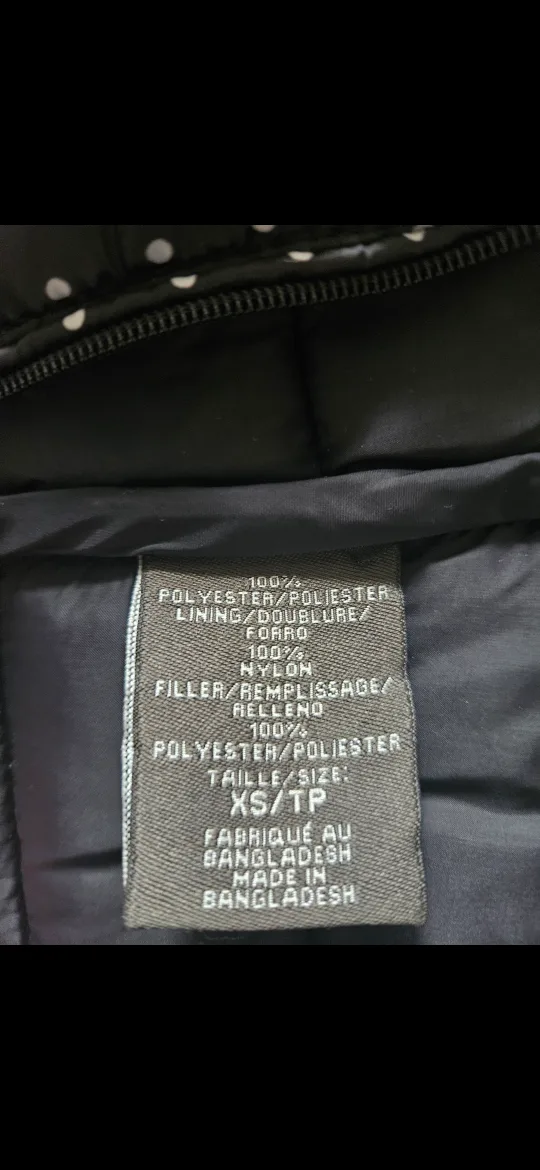 100%
POLYESTER/POLIESTER
LINING/DOUBLURE/
FORRO
100%
NYLON
FILLER/REMPLISSAGE/
RELLENO
100%
POLYESTER/POLIESTER
TAILLE/SIZE:
XS/TP
FABRIQUÉ AU
BANGLADESH
MADE IN
BANGLADESH